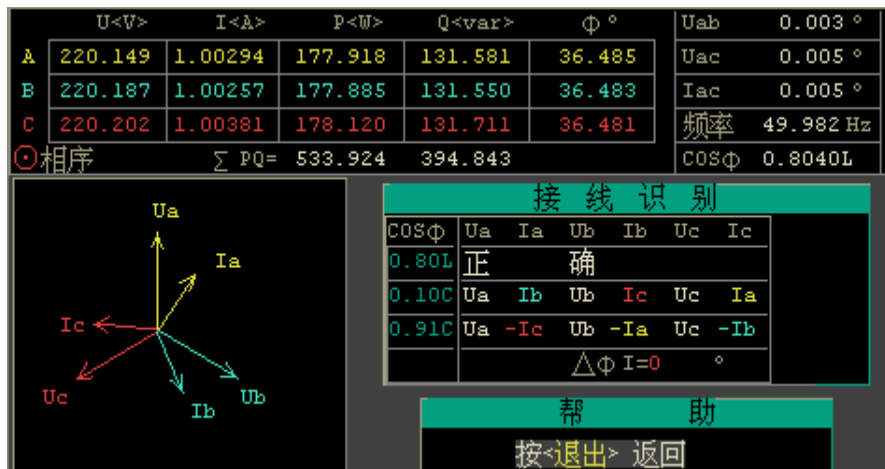 U<V> I<A> P<W> Q<var> Φ° Uab 0.003 °
A 220.149 1.00294 177.918 131.581 36.485 Uac 0.005 °
B 220.187 1.00257 177.885 131.550 36.483 Iac 0.005 °
C 220.202 1.00381 178.120 131.711 36.481 频率 49.982 Hz
相序 ∑ PQ= 533.924 394.843 COSΦ 0.8040L
Ua
Ia
Ic
Uc
Ib
Ub
接 线 识 别
COSΦ Ua Ia Ub Ib Uc Ic
0.80L 正 确
0.10C Ua Ib Ub Ic Uc Ia
0.91C Ua -Ic Ub -Ia Uc -Ib
△Φ I=0 °
帮 助
按<退出> 返回